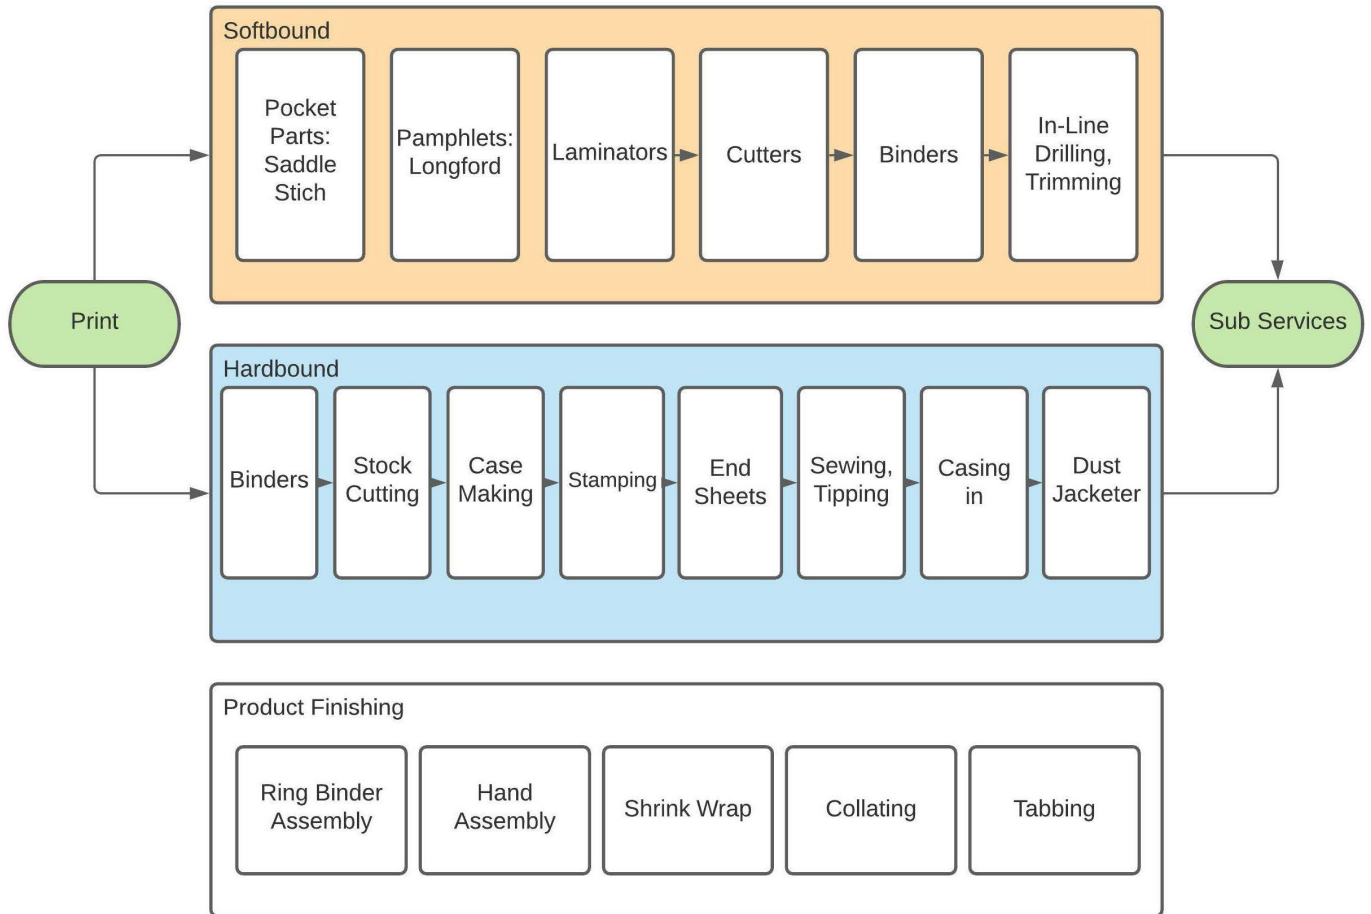 Softbound
Pocket
Parts:
Saddle
Stich
Pamphlets:
Longford
Laminators
Cutters
Binders
In-Line
Drilling,
Trimming
Print
Sub Services
Hardbound
Binders
Stock
Cutting
Case
Making
Stamping
End
Sheets
Sewing,
Tipping
Casing
in
Dust
Jacketer
Product Finishing
Ring Binder
Assembly
Hand
Assembly
Shrink Wrap
Collating
Tabbing